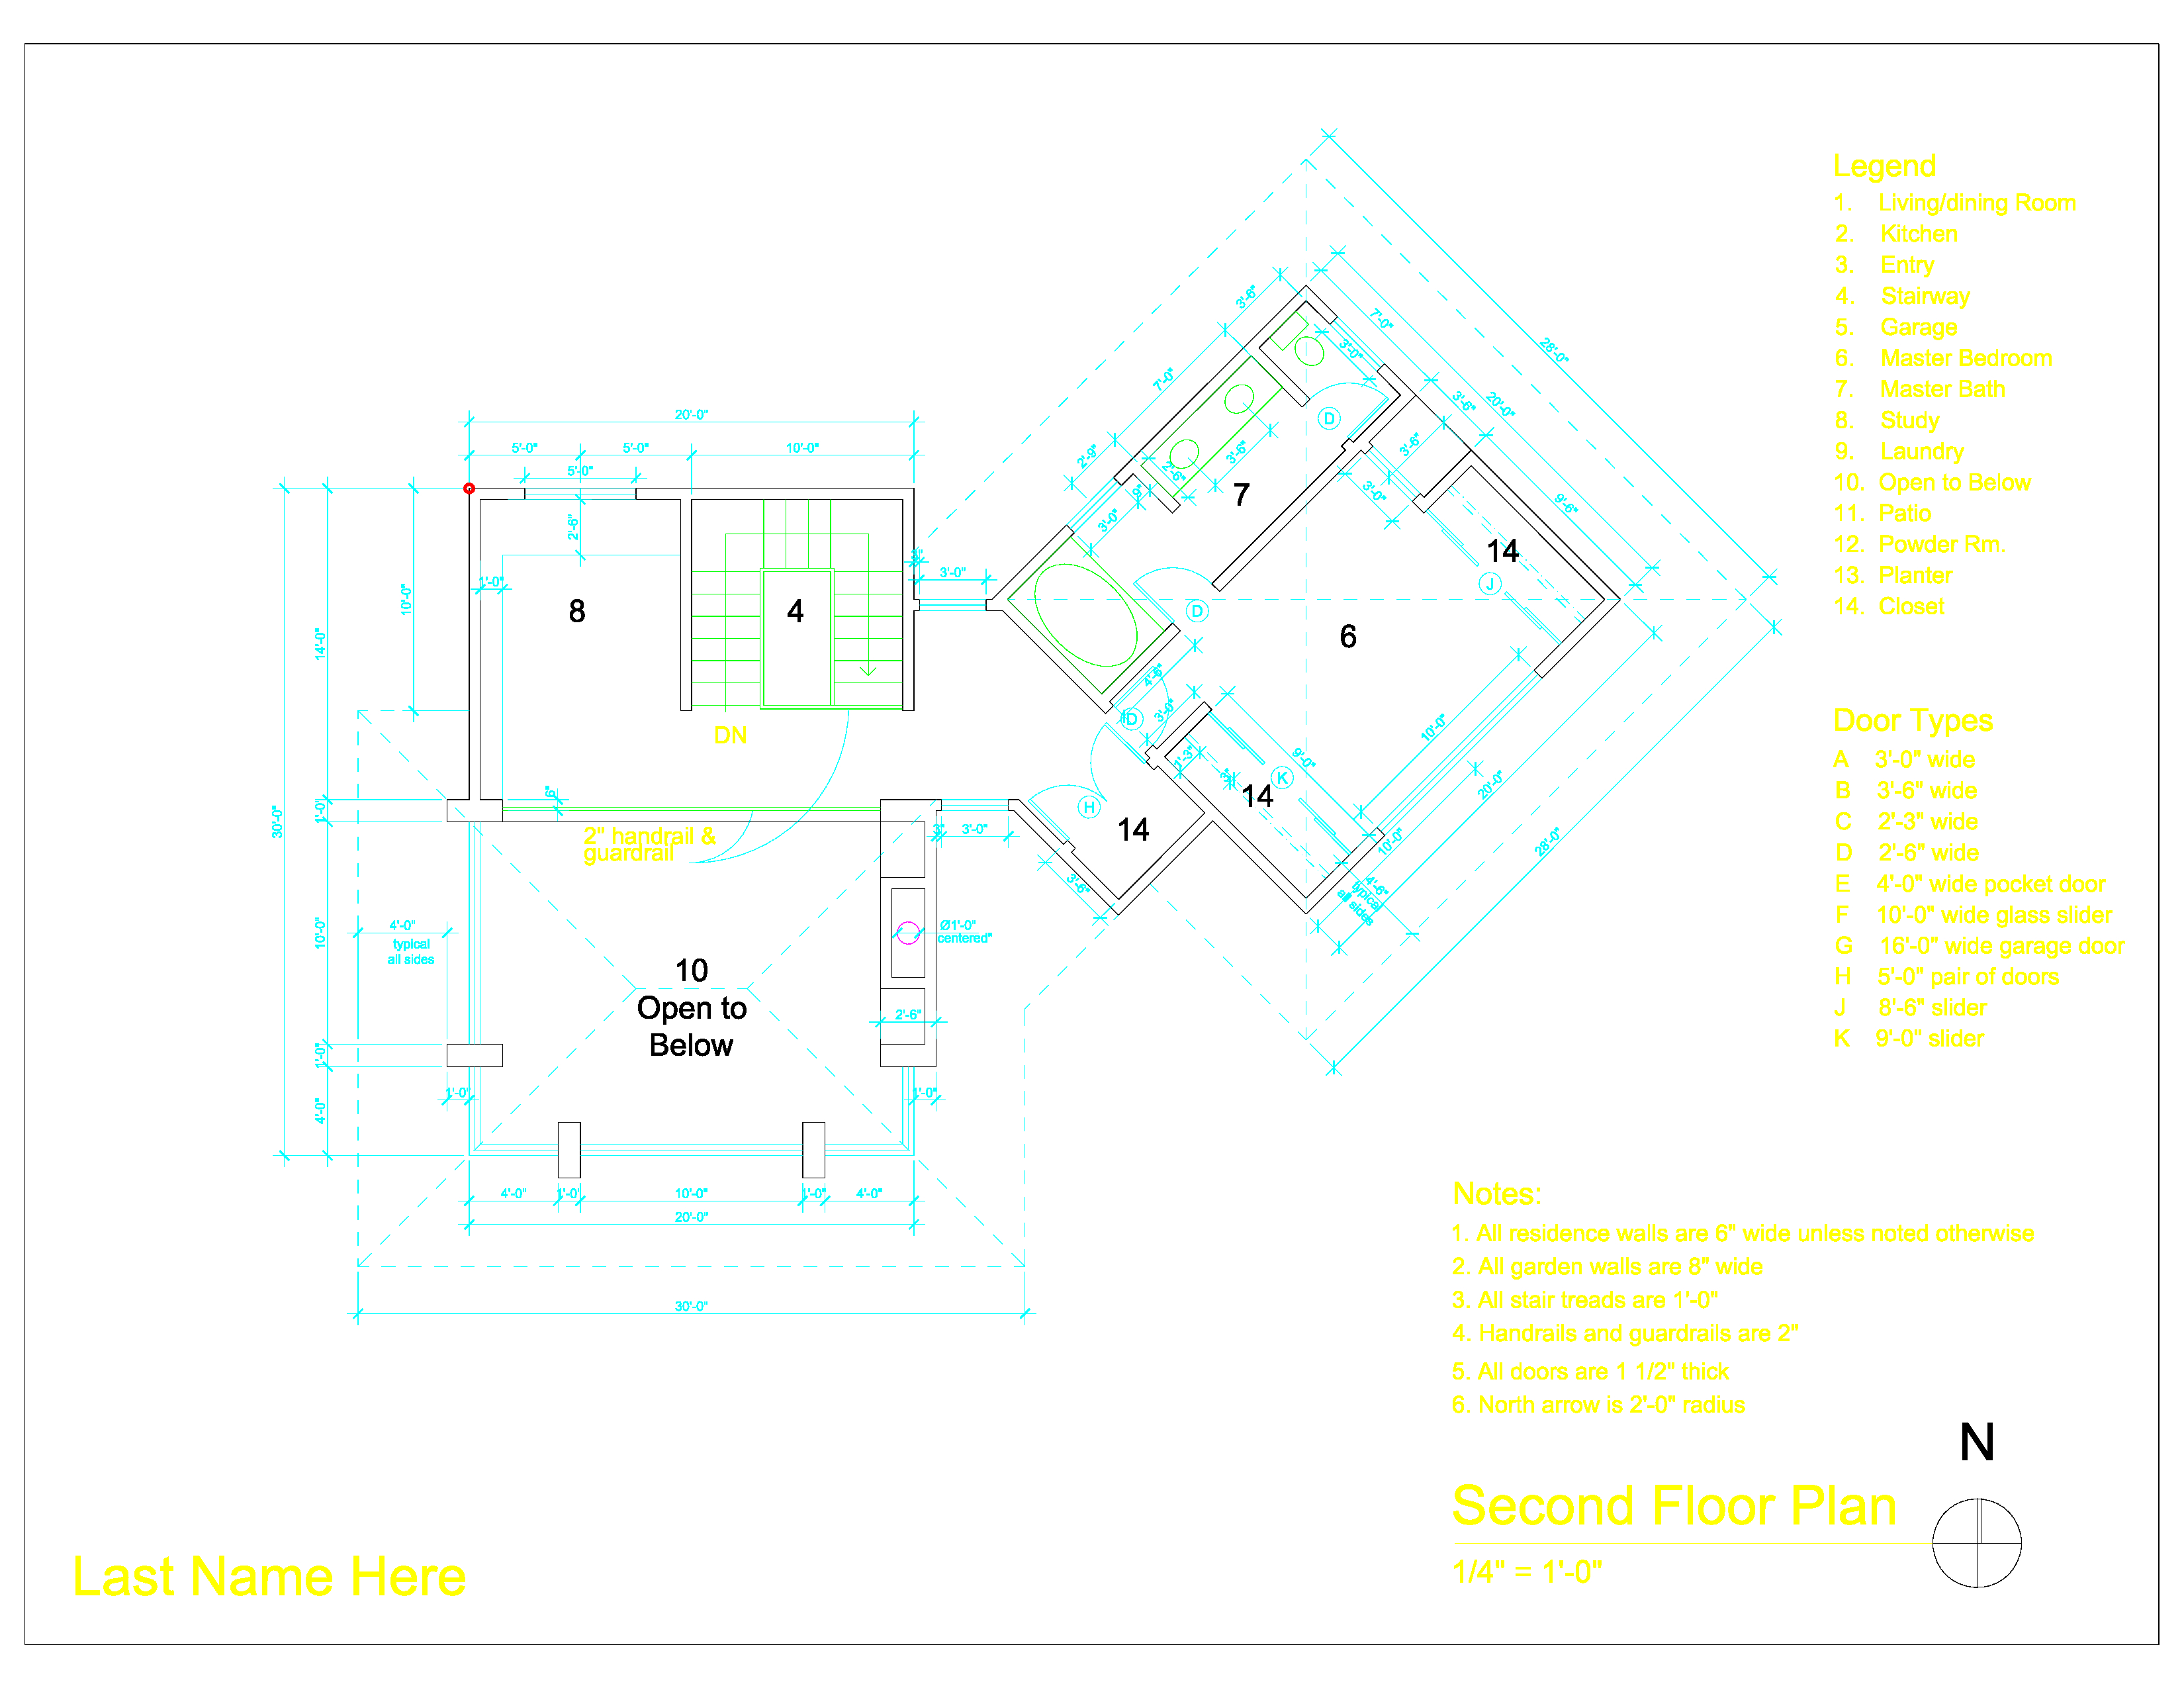 Legend
1. Living/dining Room
2. Kitchen
3. Entry
4. Stairway
5. Garage
6. Master Bedroom
7. Master Bath
8. Study
9. Laundry
10. Open to Below
11. Patio
12. Powder Rm.
13. Planter
14. Closet
Door Types
A 3'-0" wide
B 3'-6" wide
C 2'-3" wide
D 2'-6" wide
E 4'-0" wide pocket door
F 10'-0" wide glass slider
G 16'-0" wide garage door
H 5'-0" pair of doors
J 8'-6" slider
K 9'-0" slider
20'-0"
5'-0"
5'-0"
10'-0"
5'-0"
2'-6"
1'-0"
10'-0"
14'-0"
30'-0"
1'-0"
10'-0"
1'-0"
4'-0"
8
4
DN
6"
2" handrail &
guardrail
3'-0"
3"
3'-0"
4'-0"
typical
all sides
10
Open to
Below
Ø1'-0"
centered"
2'-6"
1'-0"
1'-0"
4'-0"
1'-0"
10'-0"
1'-0"
4'-0"
20'-0"
30'-0"
3'-6"
7'-0"
2'-9"
9"
3'-0"
2'-6"
3'-6"
7
7'-0"
3'-0"
D
3'-6"
20'-0"
28'-0"
3'-6"
3'-0"
9'-6"
14
J
D
6
4'-6"
3'-0"
D
H
14
3'-6"
1'-3"
3"
K
14
9'-0"
10'-0"
20'-0"
10'-0"
28'-0"
4'-6"
typical
all sides
Notes:
1. All residence walls are 6" wide unless noted otherwise
2. All garden walls are 8" wide
3. All stair treads are 1'-0"
4. Handrails and guardrails are 2"
5. All doors are 1 1/2" thick
6. North arrow is 2'-0" radius
N
Second Floor Plan
1/4" = 1'-0"
Last Name Here